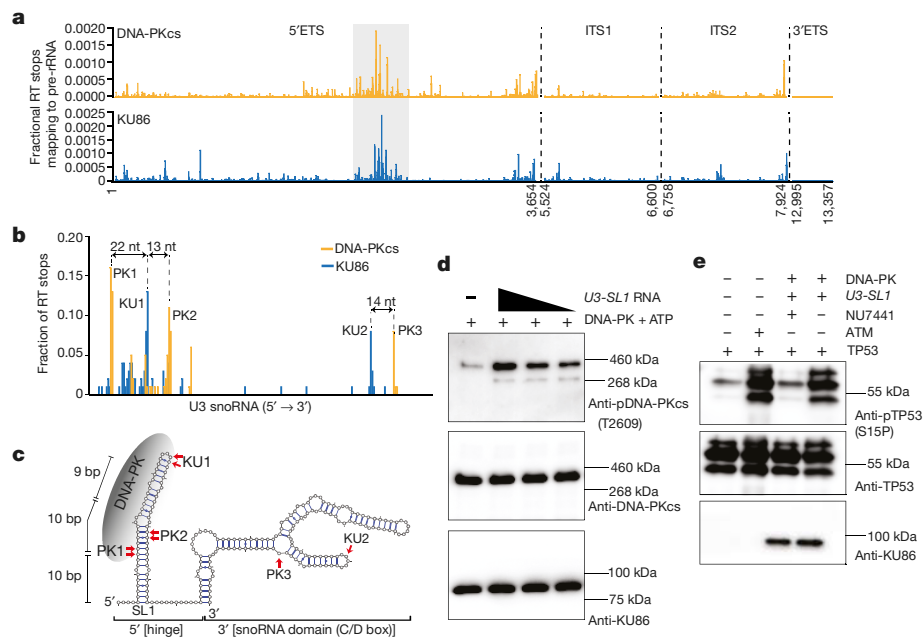 a
Fractional RT stops
mapping to pre-rRNA
5′ETS
ITS1
ITS2
3′ETS
DNA-PKcs
0.0020
0.0015
0.0010
0.0005
0.0000
KU86
0.0025
0.0020
0.0015
0.0010
0.0005
0
1
3,654
5,524
6,600
6,758
7,924
12,995
13,357
b
Fraction of RT stops
0.20
0.15
0.10
0.05
0
22 nt
13 nt
14 nt
PK1
KU1
PK2
KU2
PK3
DNA-PKcs
KU86
U3 snoRNA (5′ → 3′)
c
9 bp
10 bp
10 bp
DNA-PK
KU1
PK2
PK1
KU2
PK3
5′
SL1
3′
5′ [hinge]
3′ [snoRNA domain (C/D box)]
d
–
U3-SL1 RNA
+ + + + DNA-PK + ATP
460 kDa
268 kDa
Anti-pDNA-PKcs
(T2609)
460 kDa
268 kDa
Anti-DNA-PKcs
100 kDa
75 kDa
Anti-KU86
e
– – + + DNA-PK
– – + + U3-SL1
– – + – NU7441
– + – – ATM
+ + + + TP53
55 kDa
Anti-pTP53
(S15P)
55 kDa
Anti-TP53
100 kDa
Anti-KU86